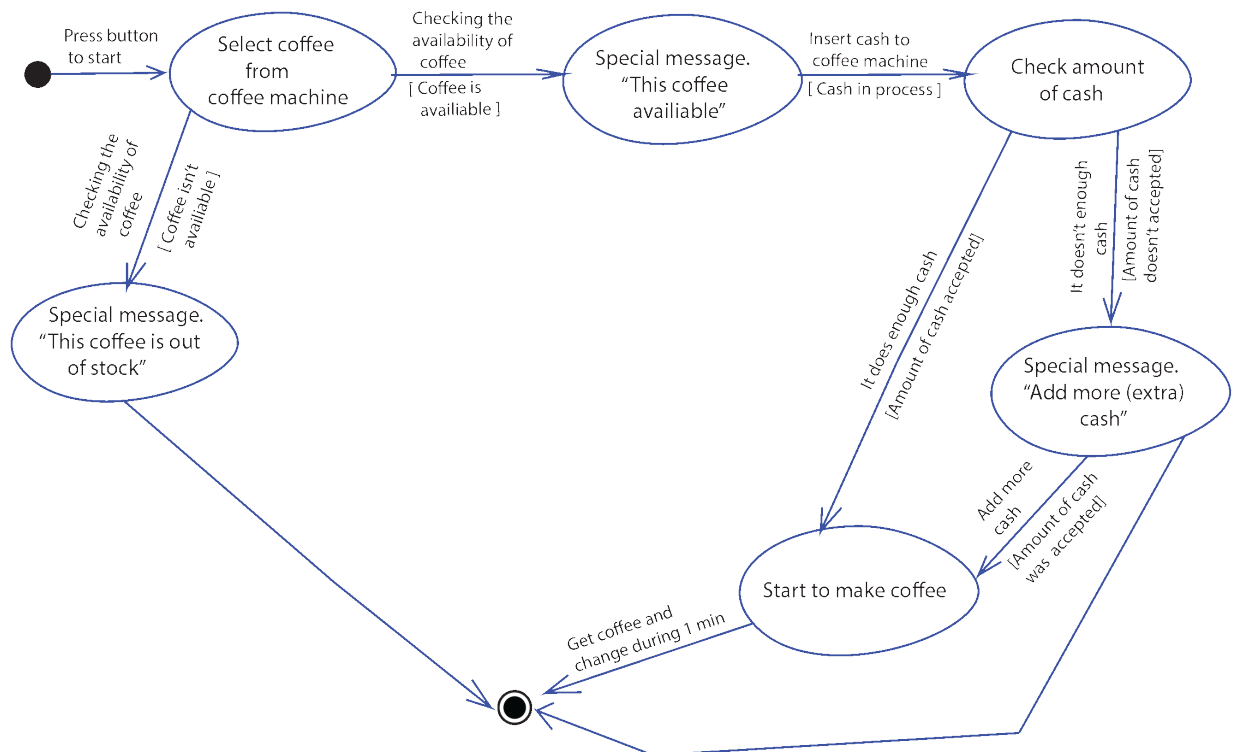 Press button
to start
Select coffee
from
coffee machine
Checking the
availability of
coffee
[ Coffee is
availiable ]
Special message.
“This coffee
availiable”
Insert cash to
coffee machine
[ Cash in process ]
Check amount
of cash
Checking the
availability of
coffee
[ Coffee isn't
availiable ]
Special message.
“This coffee is out
of stock”
It does enough cash
[Amount of cash accepted]
It doesn't enough
cash
[Amount of cash
doesn't accepted]
Special message.
“Add more (extra)
cash”
Add more
cash
[Amount of cash
was accepted]
Start to make coffee
Get coffee and
change during 1 min